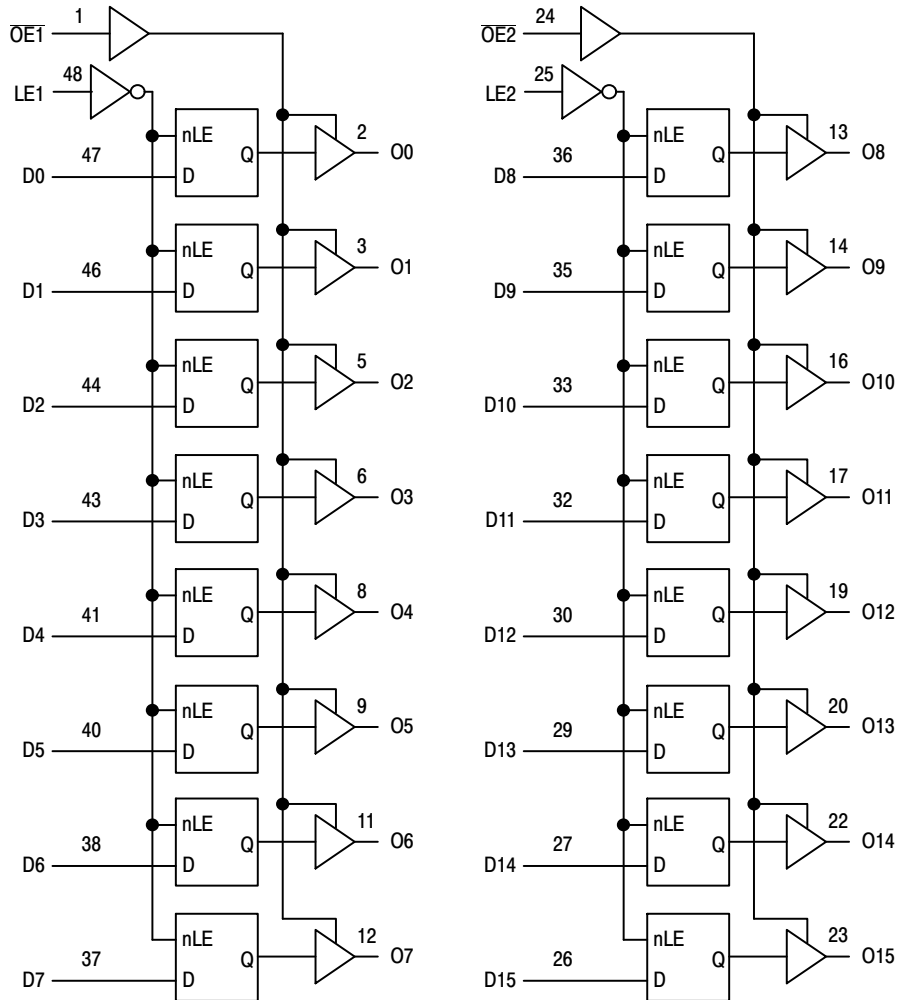 OE1 1
LE1 48
nLE
Q 2 O0
D0 47 D
nLE
Q 3 O1
D1 46 D
nLE
Q 5 O2
D2 44 D
nLE
Q 6 O3
D3 43 D
nLE
Q 8 O4
D4 41 D
nLE
Q 9 O5
D5 40 D
nLE
Q 11 O6
D6 38 D
nLE
Q 12 O7
D7 37 D
OE2 24
LE2 25
nLE
Q 13 O8
D8 36 D
nLE
Q 14 O9
D9 35 D
nLE
Q 16 O10
D10 33 D
nLE
Q 17 O11
D11 32 D
nLE
Q 19 O12
D12 30 D
nLE
Q 20 O13
D13 29 D
nLE
Q 22 O14
D14 27 D
nLE
Q 23 O15
D15 26 D